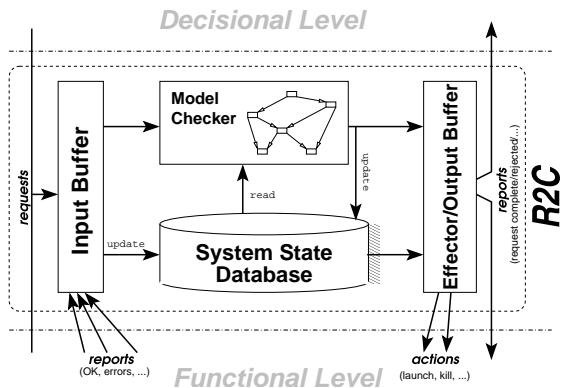 Decisional Level
requests
Input Buffer
Model
Checker
Effector/Output Buffer
reports
(request complete/rejected/...)
R2C
update
read
update
System State
Database
reports
(OK, errors, ...)
actions
(launch, kill, ...)
Functional Level